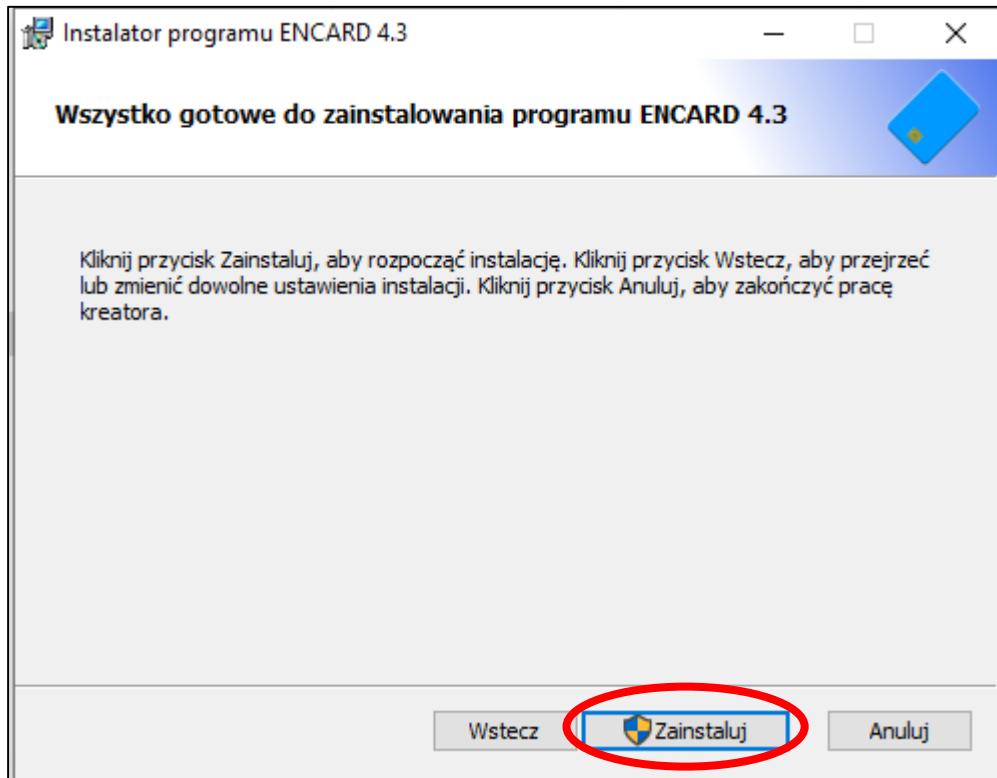 Instalator programu ENCARD 4.3
Wszystko gotowe do zainstalowania programu ENCARD 4.3
Kliknij przycisk Zainstaluj, aby rozpocząć instalację. Kliknij przycisk Wstecz, aby przejrzeć
lub zmienić dowolne ustawienia instalacji. Kliknij przycisk Anuluj, aby zakończyć pracę
kreatora.
Wstecz Zainstaluj Anuluj